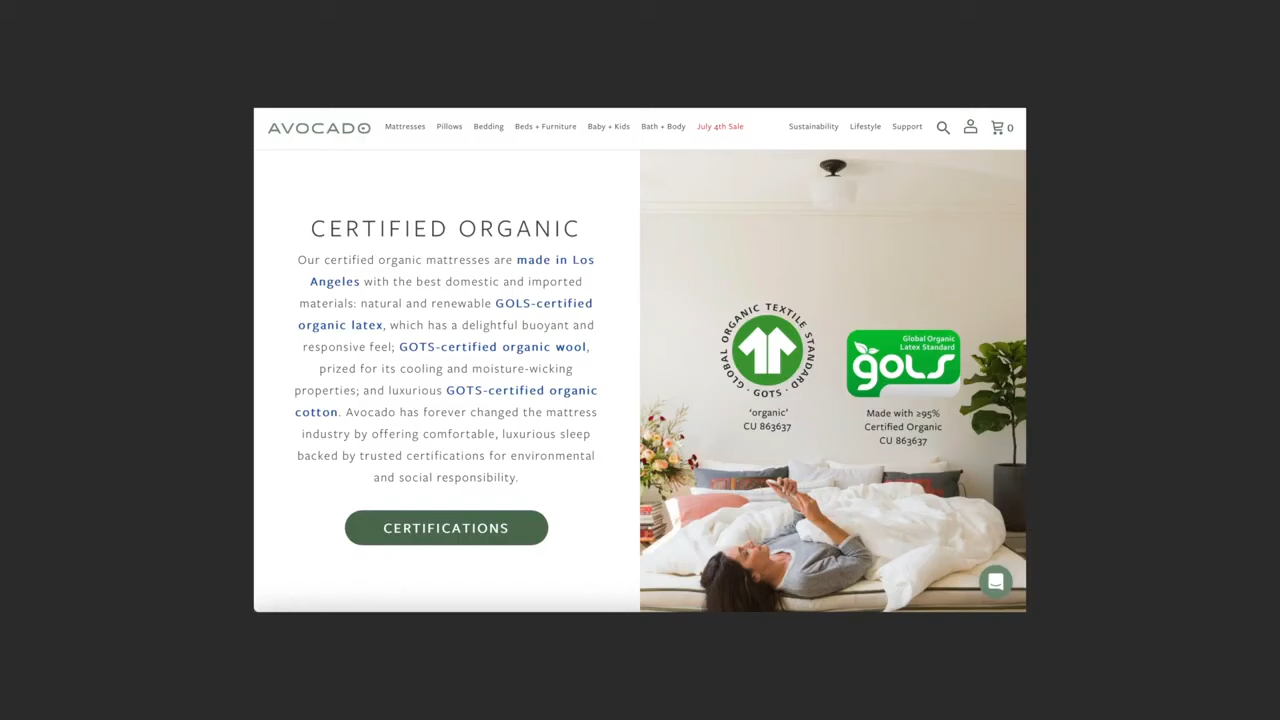 AVOCADO Mattresses Pillows Bedding Beds + Furniture Baby + Kids Bath + Body July 4th Sale Sustainability Lifestyle Support 0
CERTIFIED ORGANIC
Our certified organic mattresses are made in Los
Angeles with the best domestic and imported
materials: natural and renewable GOLS-certified
organic latex, which has a delightful buoyant and
responsive feel; GOTS-certified organic wool,
prized for its cooling and moisture-wicking
properties; and luxurious GOTS-certified organic
cotton. Avocado has forever changed the mattress
industry by offering comfortable, luxurious sleep
backed by trusted certifications for environmental
and social responsibility.
CERTIFICATIONS
GLOBAL ORGANIC TEXTILE STANDARD · GOTS ·
'organic'
CU 863637
Global Organic
Latex Standard
gols
Made with ≥95%
Certified Organic
CU 863637